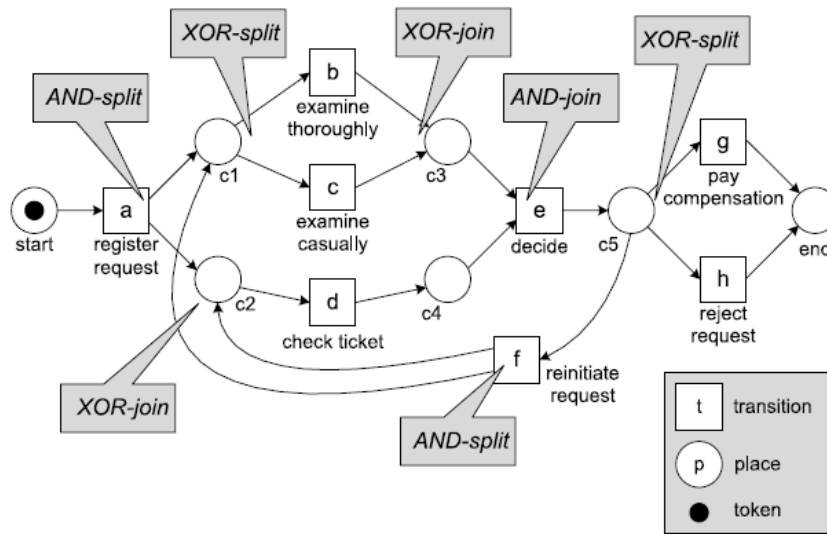 XOR-split
XOR-join
XOR-split
AND-split
AND-join
b
examine
thoroughly
g
pay
compensation
c1
c3
a
register
request
start
c
examine
casually
e
decide
c5
end
c2
d
check ticket
c4
h
reject
request
f
reinitiate
request
XOR-join
AND-split
t
transition
p
place
token